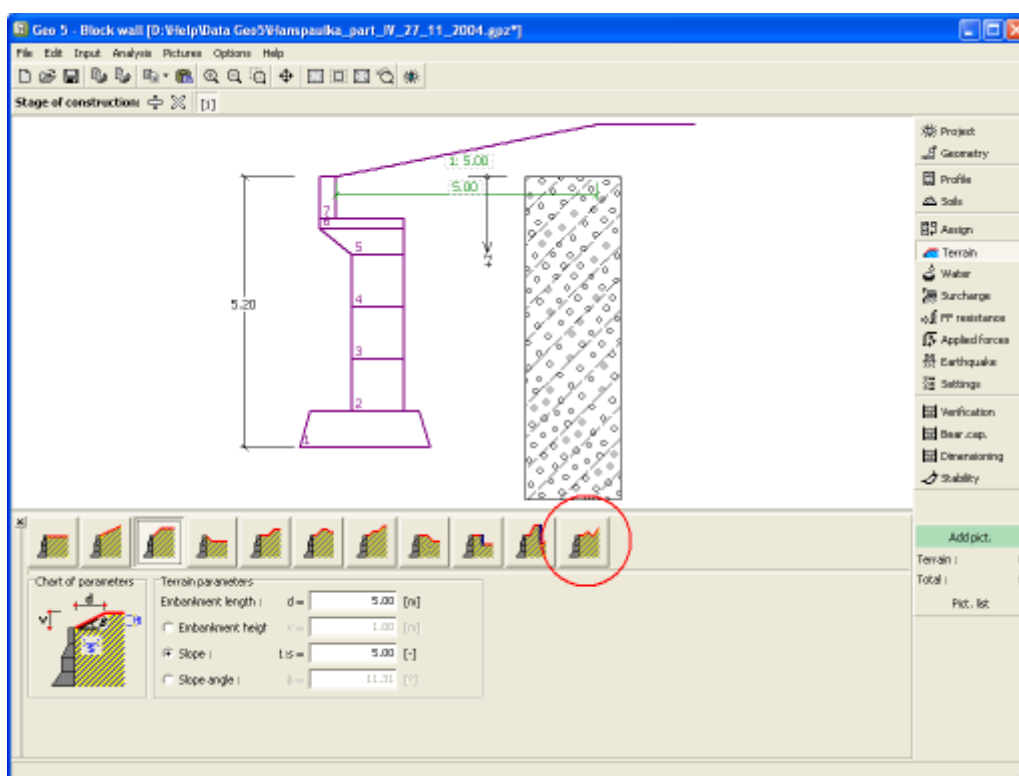 Geo 5 - Block wall [D:\Help\Data Geo5\Hanspaulka_part_IV_27_11_2004.gpz*]
File Edit Input Analysis Pictures Options Help
Stage of construction: [1]
Project
Geometry
Profile
Soils
Assign
Terrain
Water
Surcharge
FF resistance
Applied forces
Earthquake
Settings
Verification
Bear.cap.
Dimensioning
Stability
1: 5.00
5.00
+z
5.20
7
6
5
4
3
2
1
Add pict.
Terrain :
Total :
Pict. list
Chart of parameters
d
v
Terrain parameters
Embankment length : d = 5.00 [m]
Embankment heigt v = 1.00 [m]
Slope : 1:s = 5.00 [-]
Slope angle : 11.31 [°]